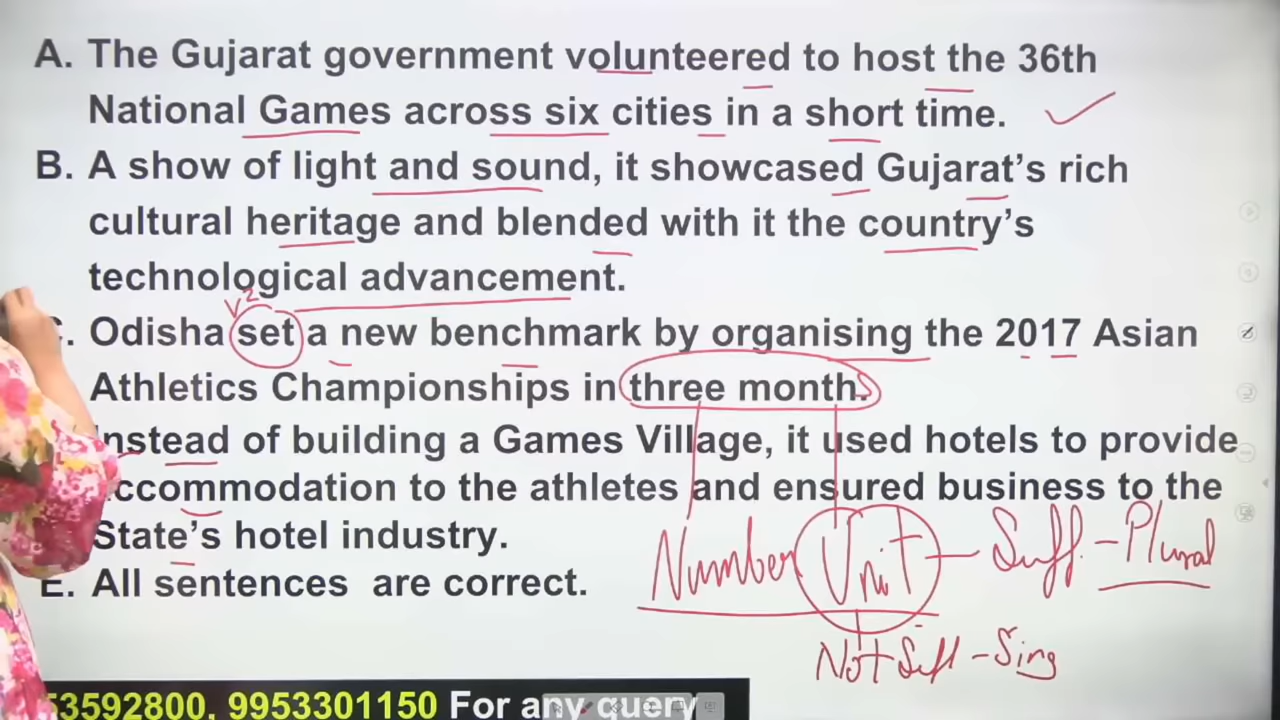 A. The Gujarat government volunteered to host the 36th
National Games across six cities in a short time.
B. A show of light and sound, it showcased Gujarat's rich
cultural heritage and blended with it the country's
technological advancement.
V2
C. Odisha set a new benchmark by organising the 2017 Asian
Athletics Championships in three months.
Instead of building a Games Village, it used hotels to provide
accommodation to the athletes and ensured business to the
State's hotel industry.
Number Unit – Suff. – Plural
E. All sentences are correct.
Not Suff – Sing
53592800, 9953301150 For any query